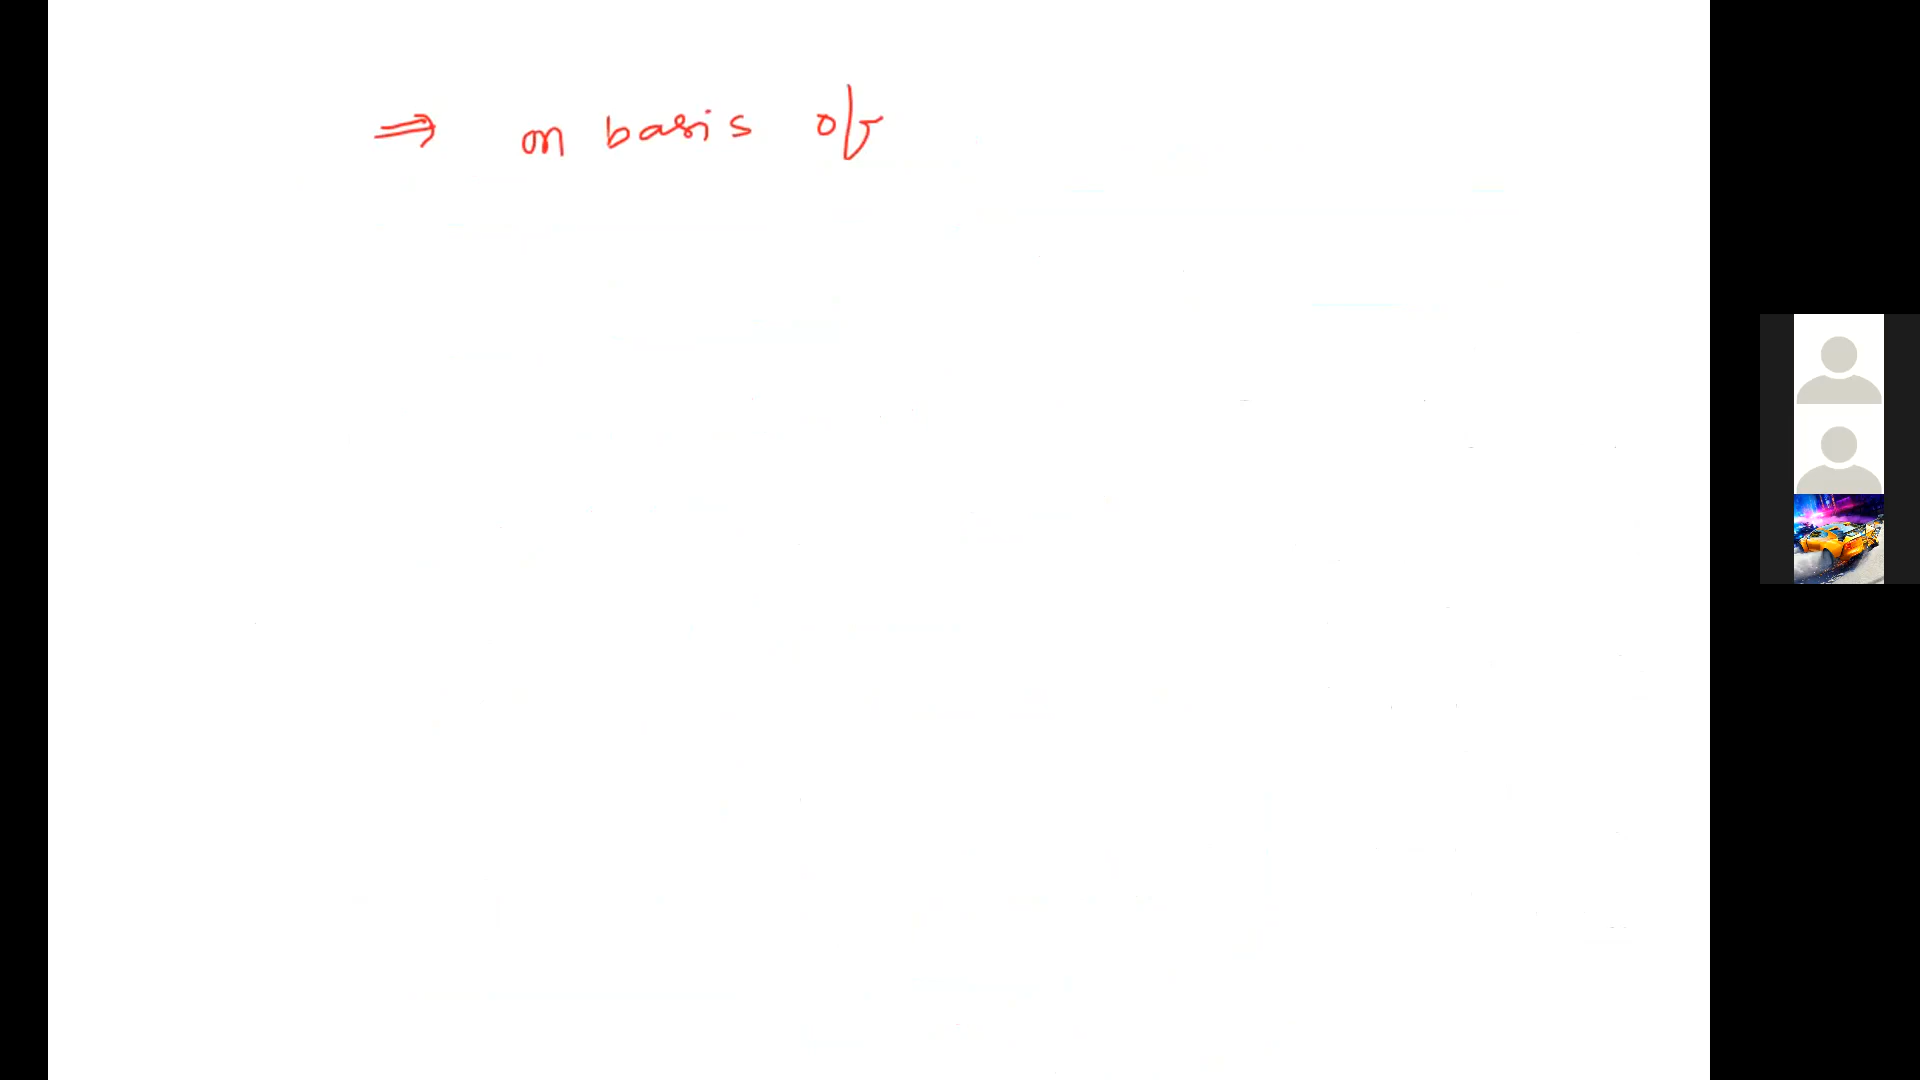 ⇒ on basis of